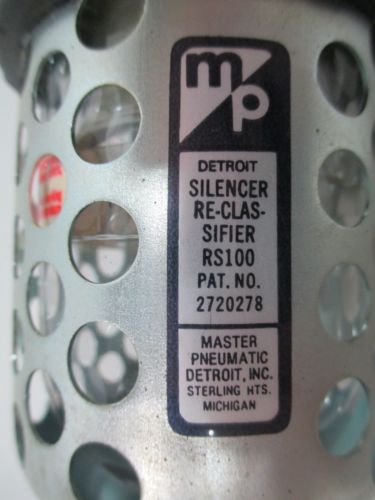 mp
DETROIT
SILENCER
RE-CLAS-
SIFIER
RS100
PAT. NO.
2720278
MASTER
PNEUMATIC
DETROIT, INC.
STERLING HTS.
MICHIGAN